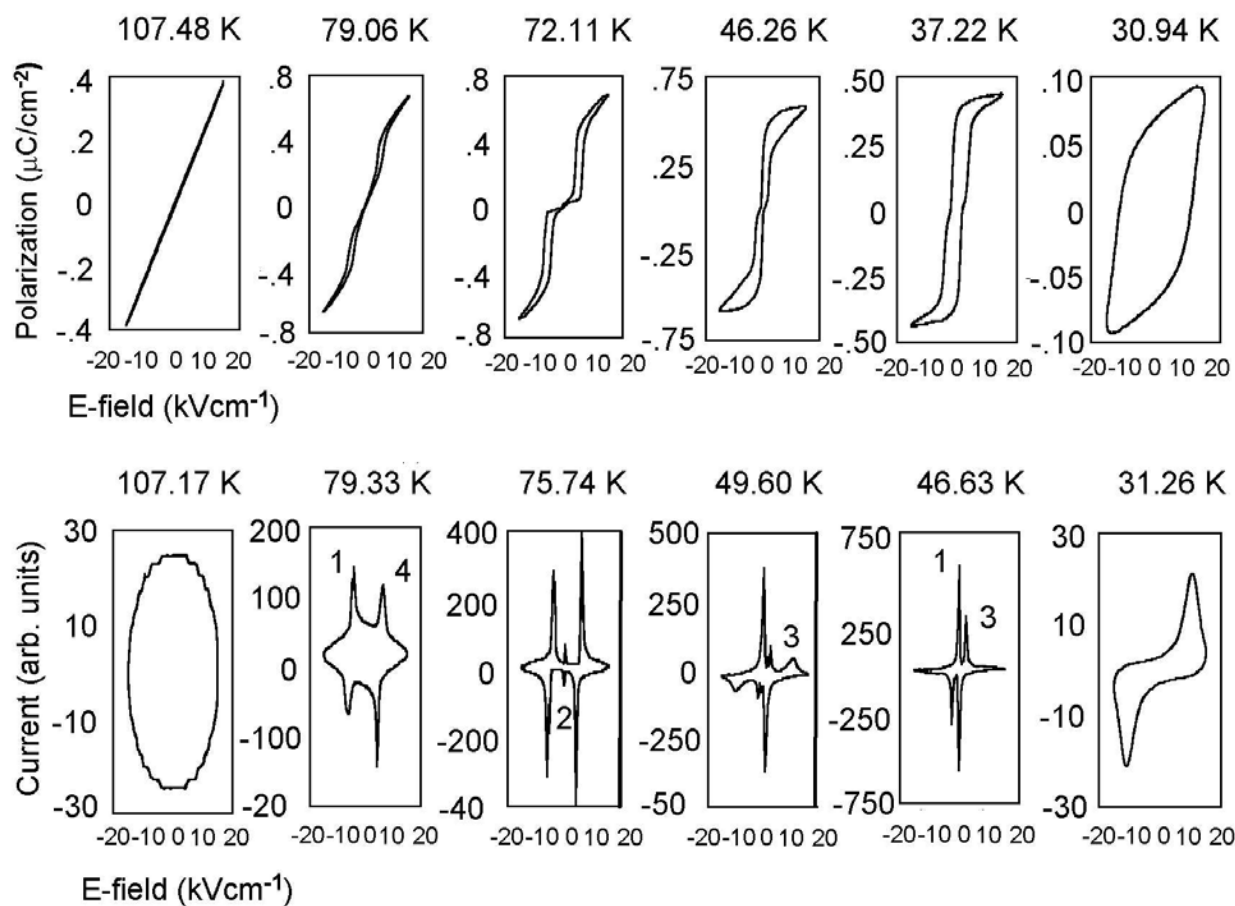 107.48 K 79.06 K 72.11 K 46.26 K 37.22 K 30.94 K
Polarization (μC/cm⁻²)
.4 .2 0 -.2 -.4
.8 .4 0 -.4 -.8
.8 .4 0 -.4 -.8
.75 .25 0 -.25 -.75
.50 .25 0 -.25 -.50
.10 .05 0 -.05 -.10
-20-10 0 10 20 -20-10 0 10 20 -20-10 0 10 20 -20-10 0 10 20 -20-10 0 10 20 -20-10 0 10 20
E-field (kVcm⁻¹)
107.17 K 79.33 K 75.74 K 49.60 K 46.63 K 31.26 K
Current (arb. units)
30 10 0 -10 -30
200 100 0 -100 -20
1 4
400 200 0 -200 -40
2
500 250 0 -250 -50
3
750 250 0 -250 -750
1
3
30 10 0 -10 -30
-20-10 0 10 20 -20-10 0 10 20 -20-10 0 10 20 -20-10 0 10 20 -20-10 0 10 20 -20-10 0 10 20
E-field (kVcm⁻¹)